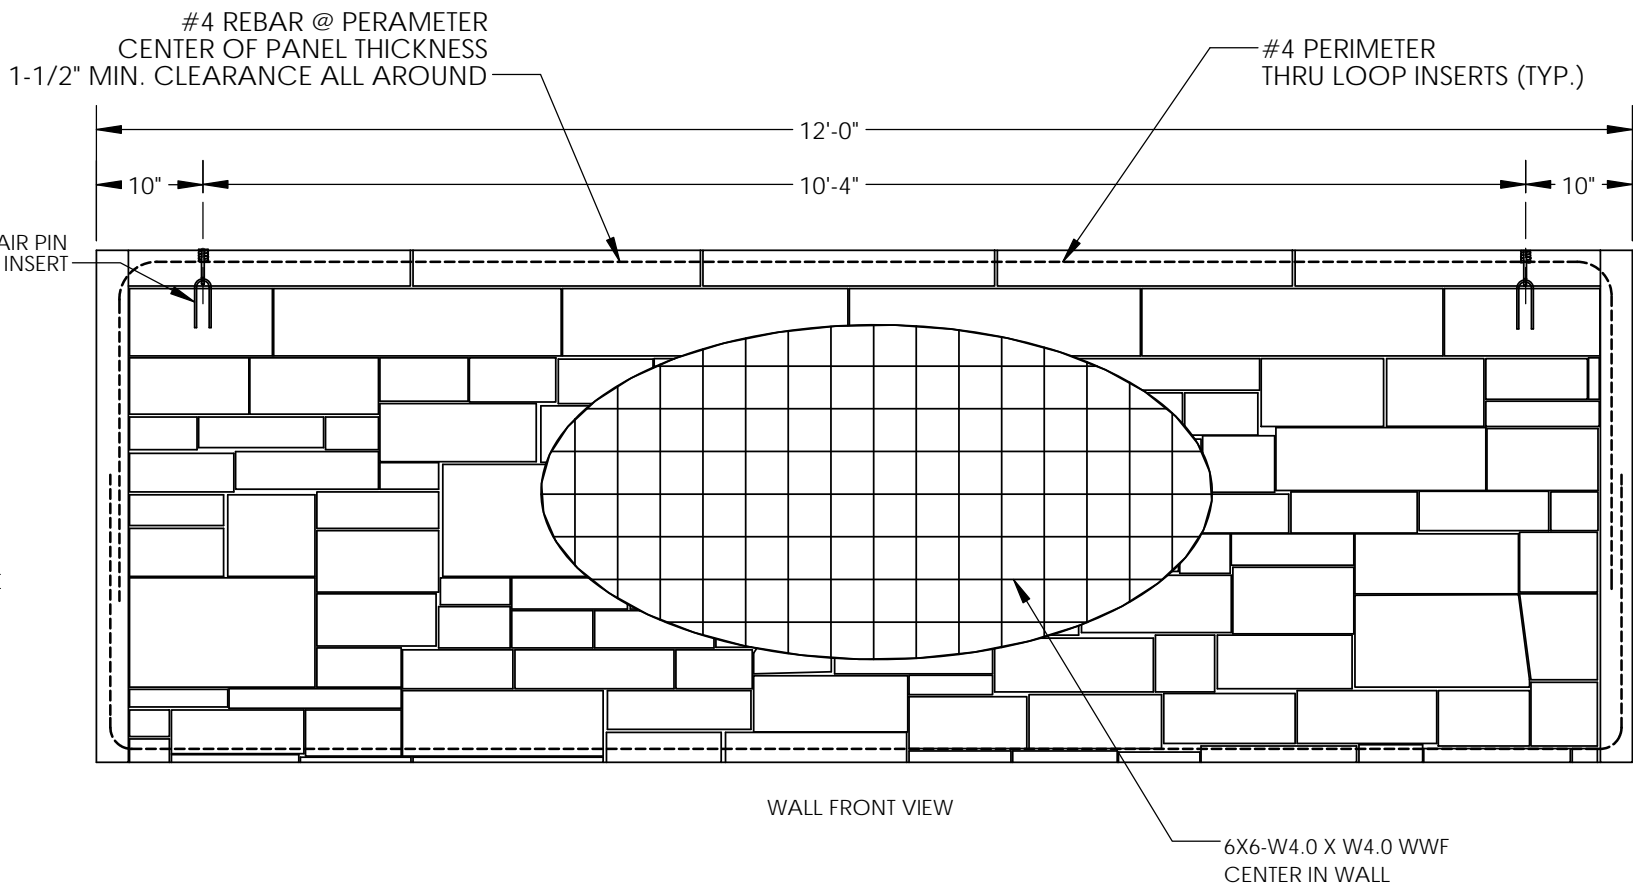 #4 REBAR @ PERAMETER
CENTER OF PANEL THICKNESS
1-1/2" MIN. CLEARANCE ALL AROUND
#4 PERIMETER
THRU LOOP INSERTS (TYP.)
12'-0"
10"
10'-4"
10"
PIN
INSERT
WALL FRONT VIEW
6X6-W4.0 X W4.0 WWF
CENTER IN WALL